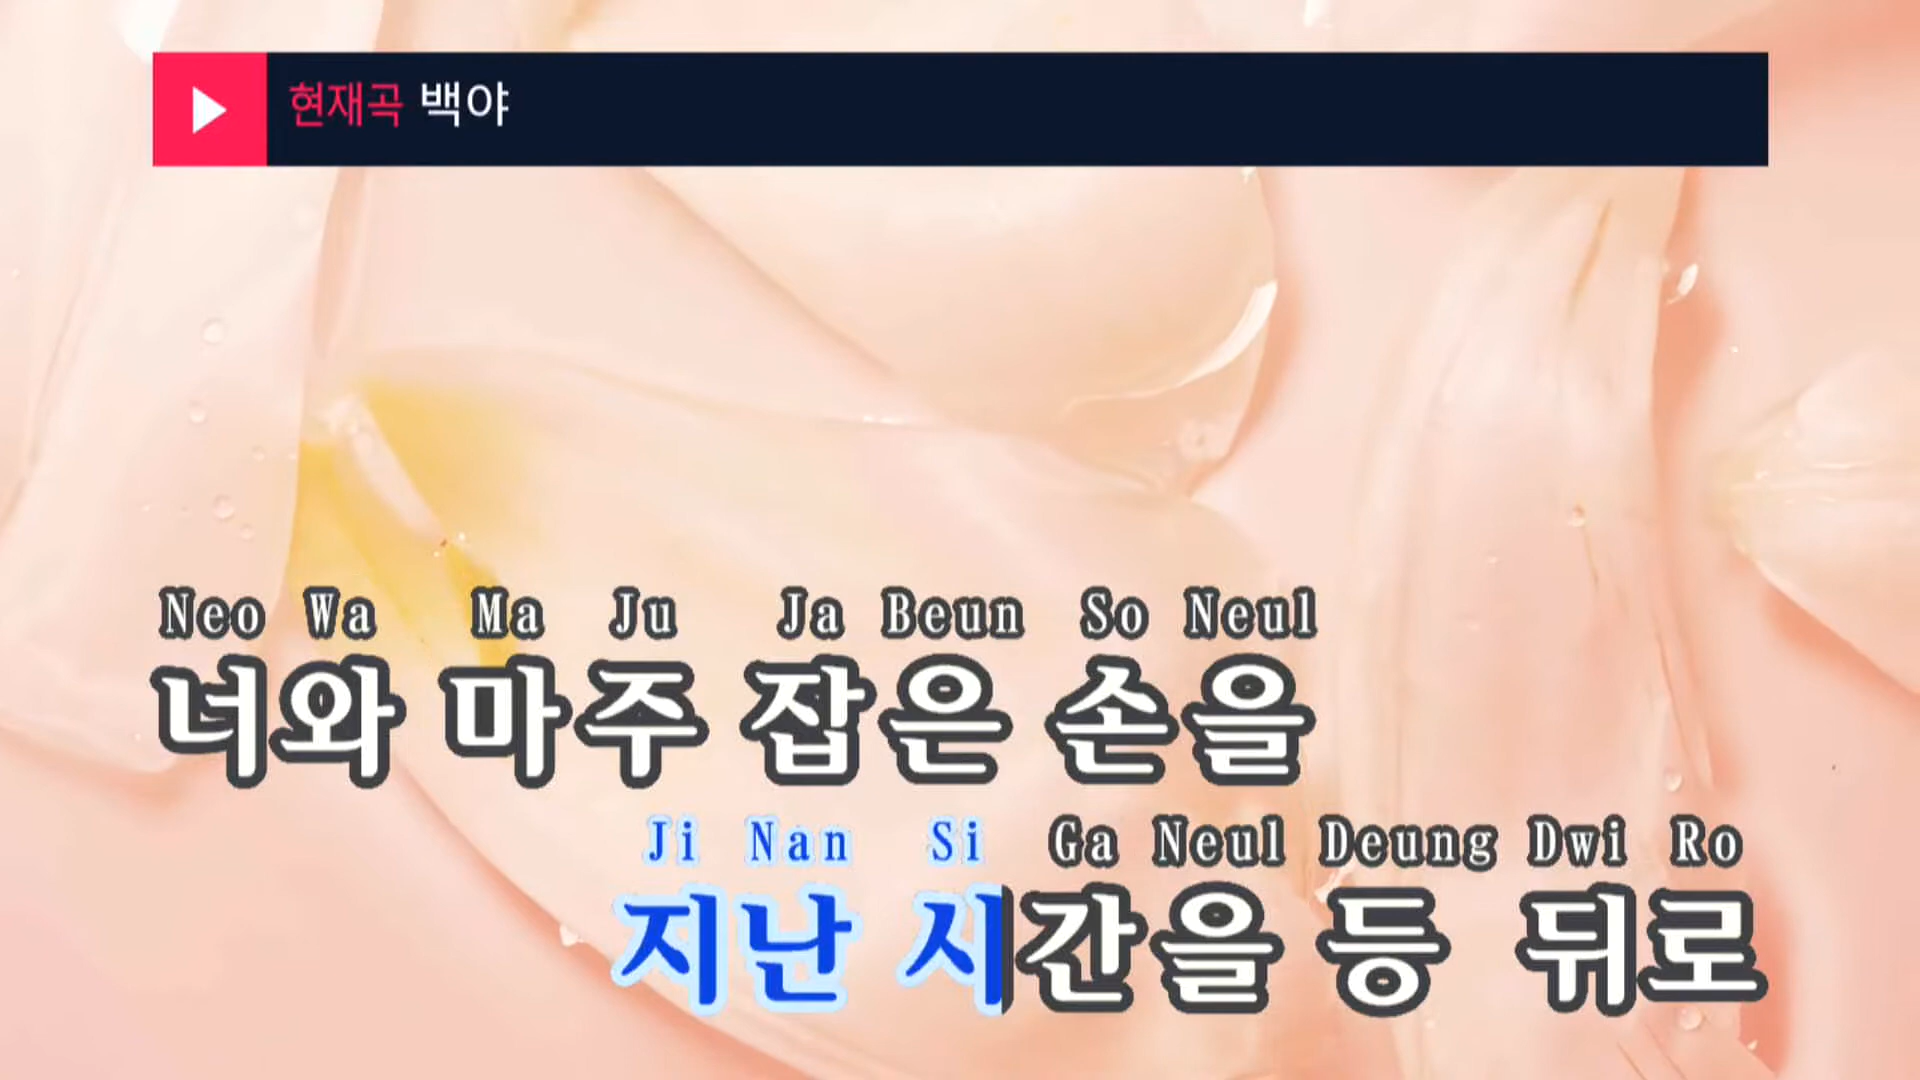 현재곡 백야
Neo Wa Ma Ju Ja Beun So Neul
너와 마주 잡은 손을
Ji Nan Si Ga Neul Deung Dwi Ro
지난 시간을 등 뒤로